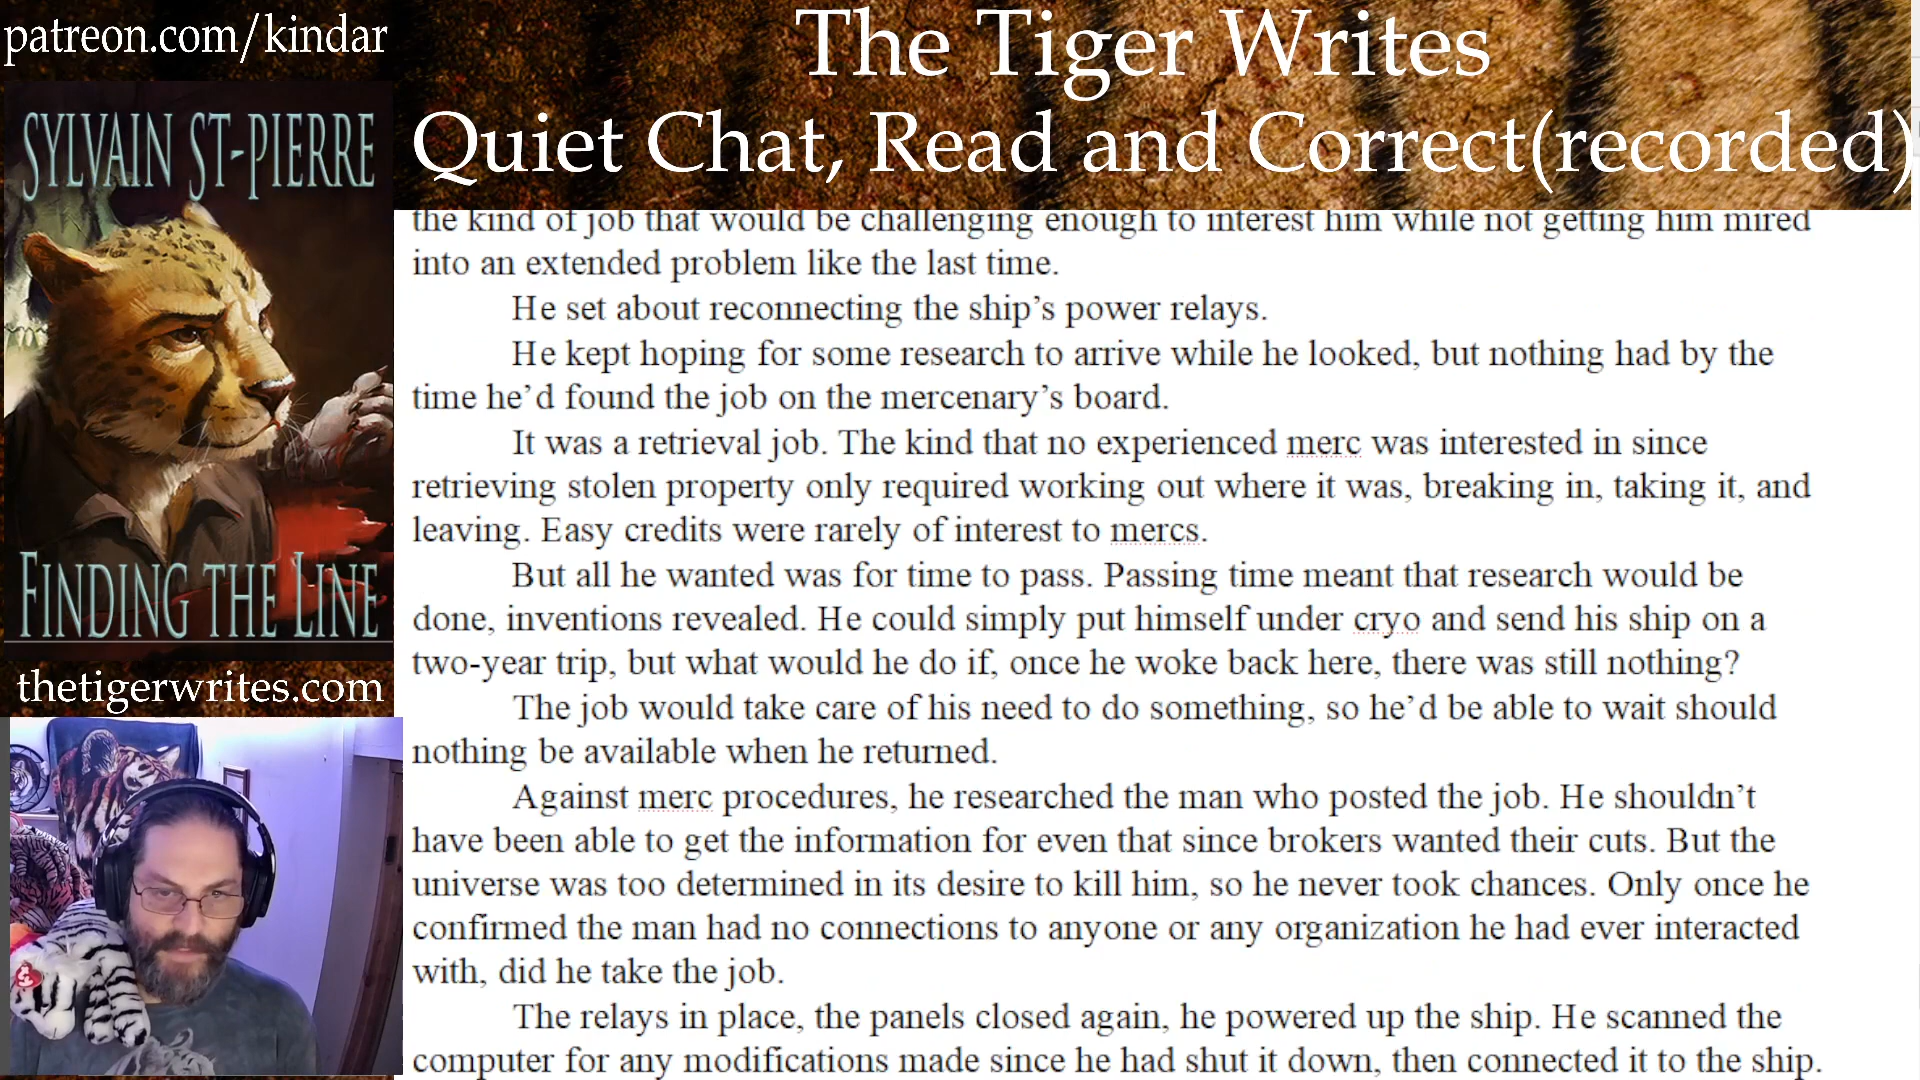 patreon.com/kindar
The Tiger Writes
Quiet Chat, Read and Correct(recorded)
SYLVAIN ST-PIERRE
FINDING THE LINE
thetigerwrites.com
the kind of job that would be challenging enough to interest him while not getting him mired
into an extended problem like the last time.
He set about reconnecting the ship’s power relays.
He kept hoping for some research to arrive while he looked, but nothing had by the
time he’d found the job on the mercenary’s board.
It was a retrieval job. The kind that no experienced merc was interested in since
retrieving stolen property only required working out where it was, breaking in, taking it, and
leaving. Easy credits were rarely of interest to mercs.
But all he wanted was for time to pass. Passing time meant that research would be
done, inventions revealed. He could simply put himself under cryo and send his ship on a
two-year trip, but what would he do if, once he woke back here, there was still nothing?
The job would take care of his need to do something, so he’d be able to wait should
nothing be available when he returned.
Against merc procedures, he researched the man who posted the job. He shouldn’t
have been able to get the information for even that since brokers wanted their cuts. But the
universe was too determined in its desire to kill him, so he never took chances. Only once he
confirmed the man had no connections to anyone or any organization he had ever interacted
with, did he take the job.
The relays in place, the panels closed again, he powered up the ship. He scanned the
computer for any modifications made since he had shut it down, then connected it to the ship.